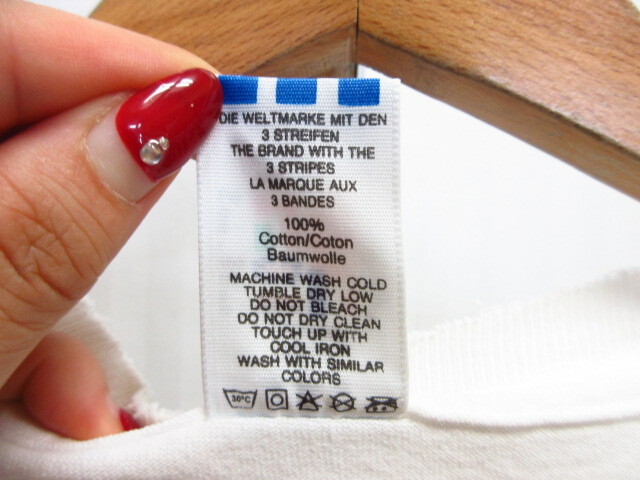 DIE WELTMARKE MIT DEN
3 STREIFEN
THE BRAND WITH THE
3 STRIPES
LA MARQUE AUX
3 BANDES
100%
Cotton/Coton
Baumwolle
MACHINE WASH COLD
TUMBLE DRY LOW
DO NOT BLEACH
DO NOT DRY CLEAN
TOUCH UP WITH
COOL IRON
WASH WITH SIMILAR
COLORS
30°C